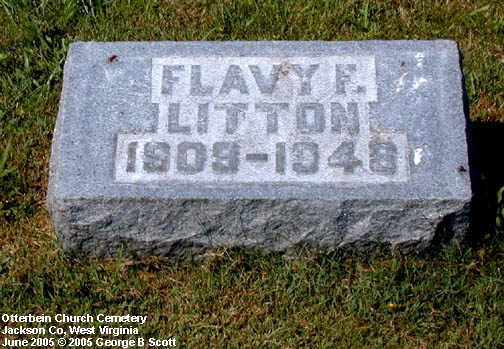 FLAVY F.
LITTON
1909-1948
Otterbein Church Cemetery
Jackson Co, West Virginia
June 2005 © 2005 George B Scott